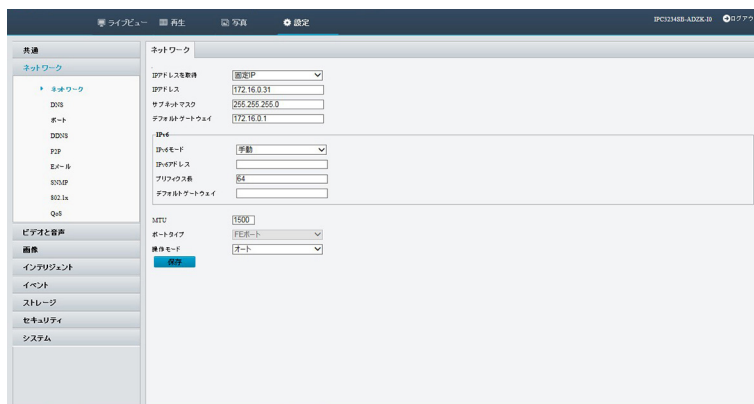 ライブビュー 再生 写真 設定 IPC3234SB-ADZK-I0 ログアウ
共通
ネットワーク
ネットワーク
DNS
ポート
DDNS
P2P
Eメール
SNMP
802.1x
QoS
ビデオと音声
画像
インテリジェント
イベント
ストレージ
セキュリティ
システム
ネットワーク
IPアドレスを取得 固定IP
IPアドレス 172.16.0.31
サブネットマスク 255.255.255.0
デフォルトゲートウェイ 172.16.0.1
IPv6
IPv6モード 手動
IPv6アドレス
プリフィクス長 64
デフォルトゲートウェイ
MTU 1500
ポートタイプ FEポート
操作モード オート
保存